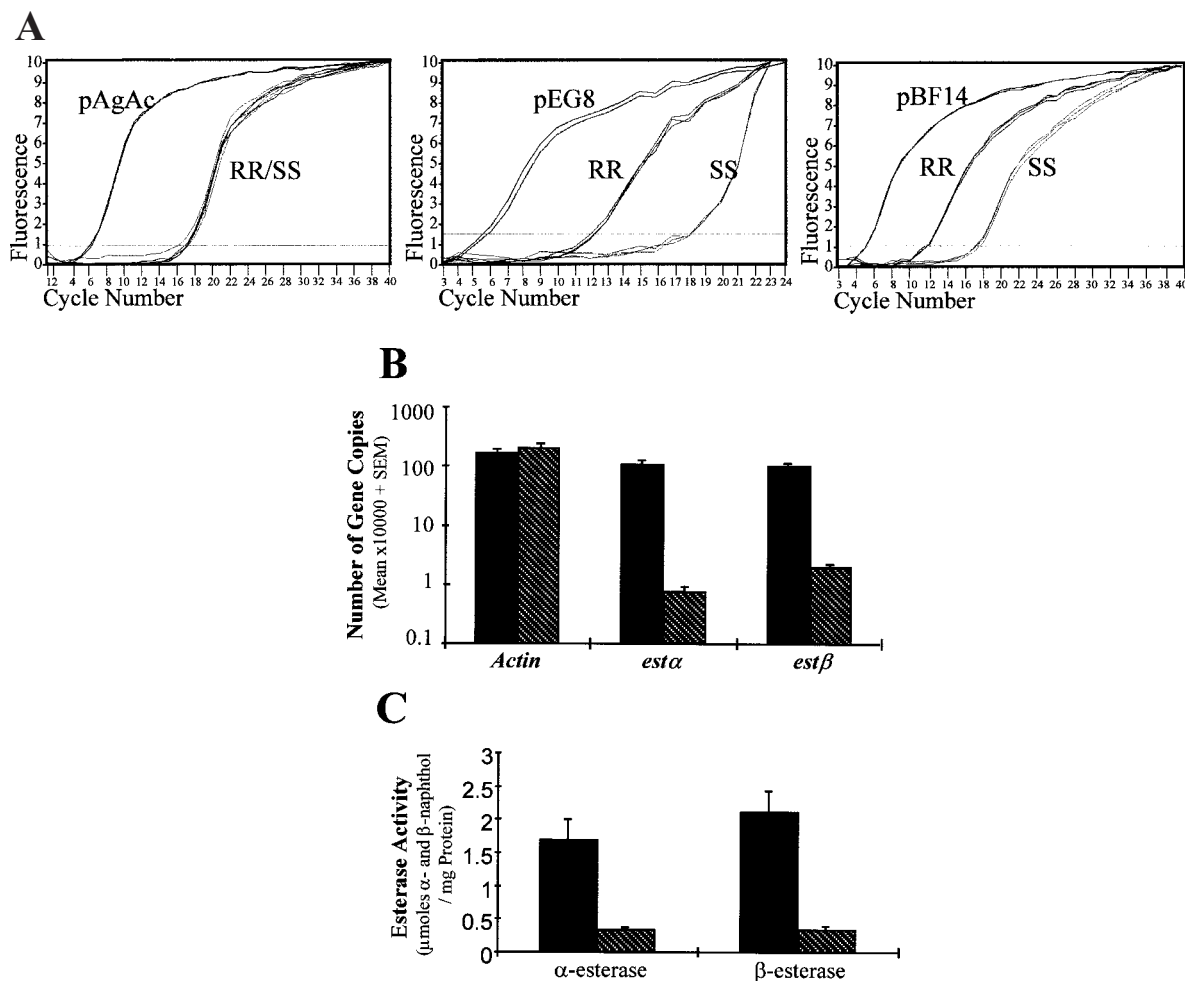 A
Fluorescence
10
9
8
7
6
5
4
3
2
1
0
pAgAc
RR/SS
12 4 6 8 10 12 14 16 18 20 22 24 26 28 30 32 34 36 40
Cycle Number
Fluorescence
10
9
8
7
6
5
4
3
2
1
0
pEG8
RR
SS
3 4 5 6 7 8 9 10 11 12 13 14 15 16 17 18 19 20 21 22 23 24
Cycle Number
Fluorescence
10
9
8
7
6
5
4
3
2
1
0
pBF14
RR
SS
3 4 6 8 10 12 14 16 18 20 22 24 26 28 30 32 34 36 40
Cycle Number
B
Number of Gene Copies
(Mean x10000 + SEM)
1000
100
10
1
0.1
Actin estα estβ
C
Esterase Activity
(μmoles α- and β-naphthol
/ mg Protein)
3
2.5
2
1.5
1
0.5
0
α-esterase β-esterase